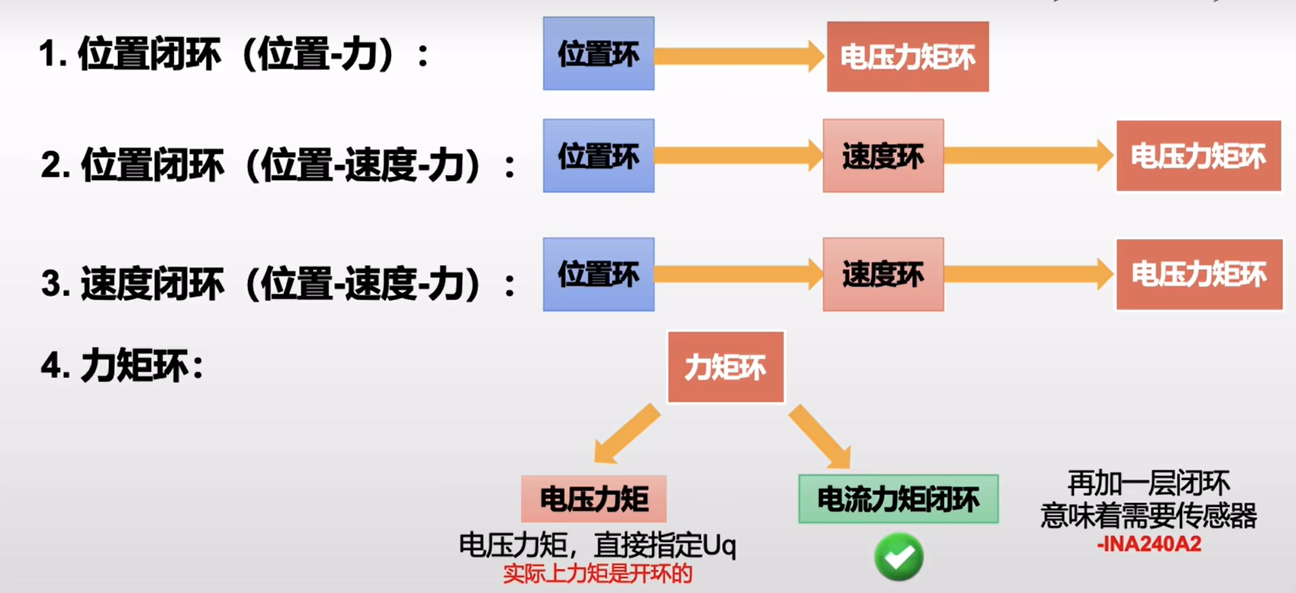 1. 位置闭环（位置-力）：
位置环
电压力矩环
2. 位置闭环（位置-速度-力）：
位置环
速度环
电压力矩环
3. 速度闭环（位置-速度-力）：
位置环
速度环
电压力矩环
4. 力矩环：
力矩环
电压力矩
电流力矩闭环
电压力矩，直接指定Uq
实际上力矩是开环的
再加一层闭环
意味着需要传感器
-INA240A2